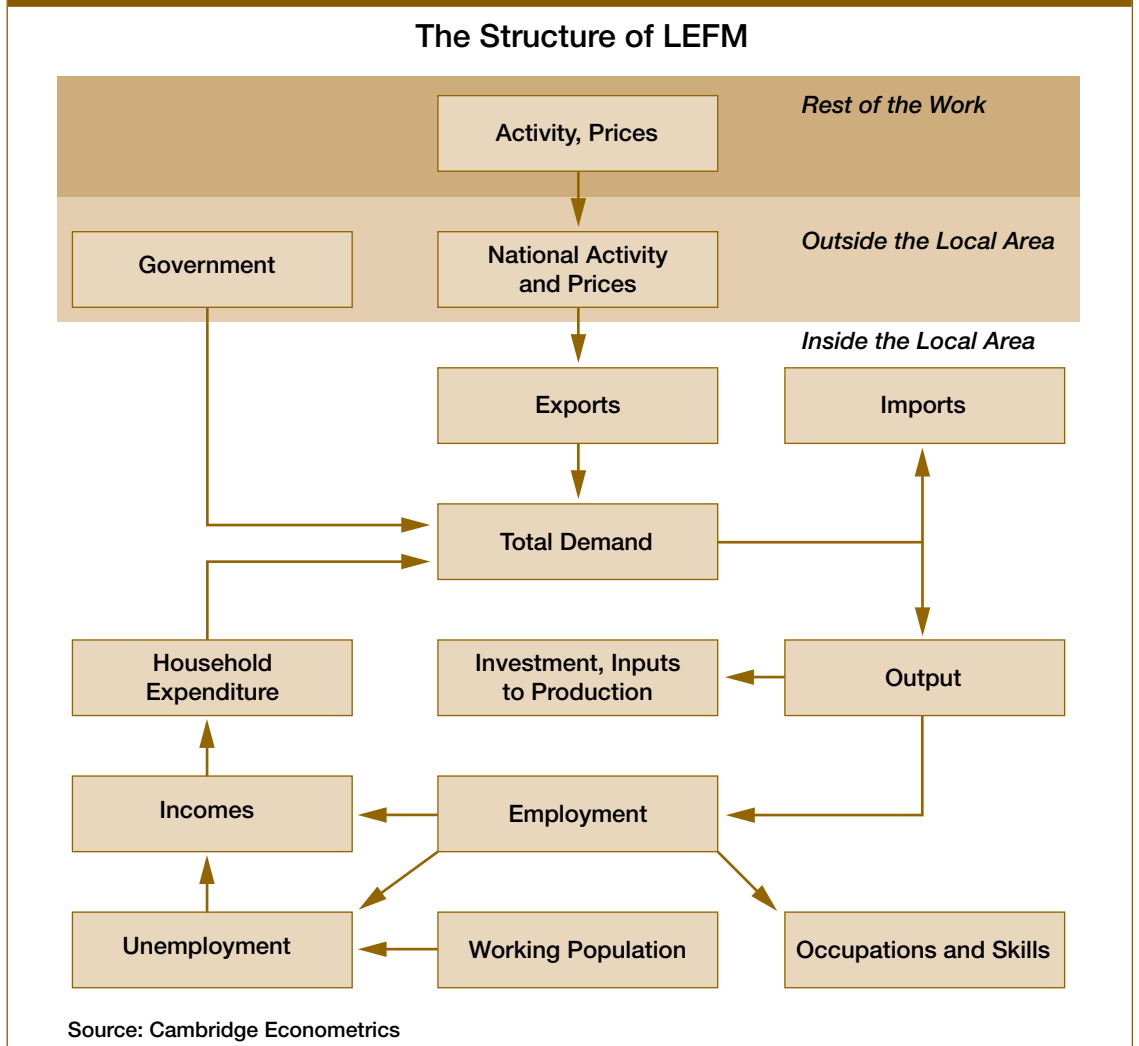 The Structure of LEFM
Rest of the Work
Activity, Prices
Outside the Local Area
Government
National Activity
and Prices
Inside the Local Area
Exports
Imports
Total Demand
Household
Expenditure
Investment, Inputs
to Production
Output
Incomes
Employment
Unemployment
Working Population
Occupations and Skills
Source: Cambridge Econometrics